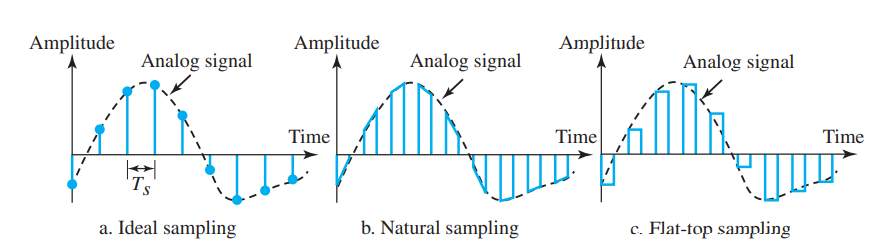 Amplitude
Analog signal
Time
T_s
a. Ideal sampling
Amplitude
Analog signal
Time
b. Natural sampling
Amplitude
Analog signal
Time
c. Flat-top sampling